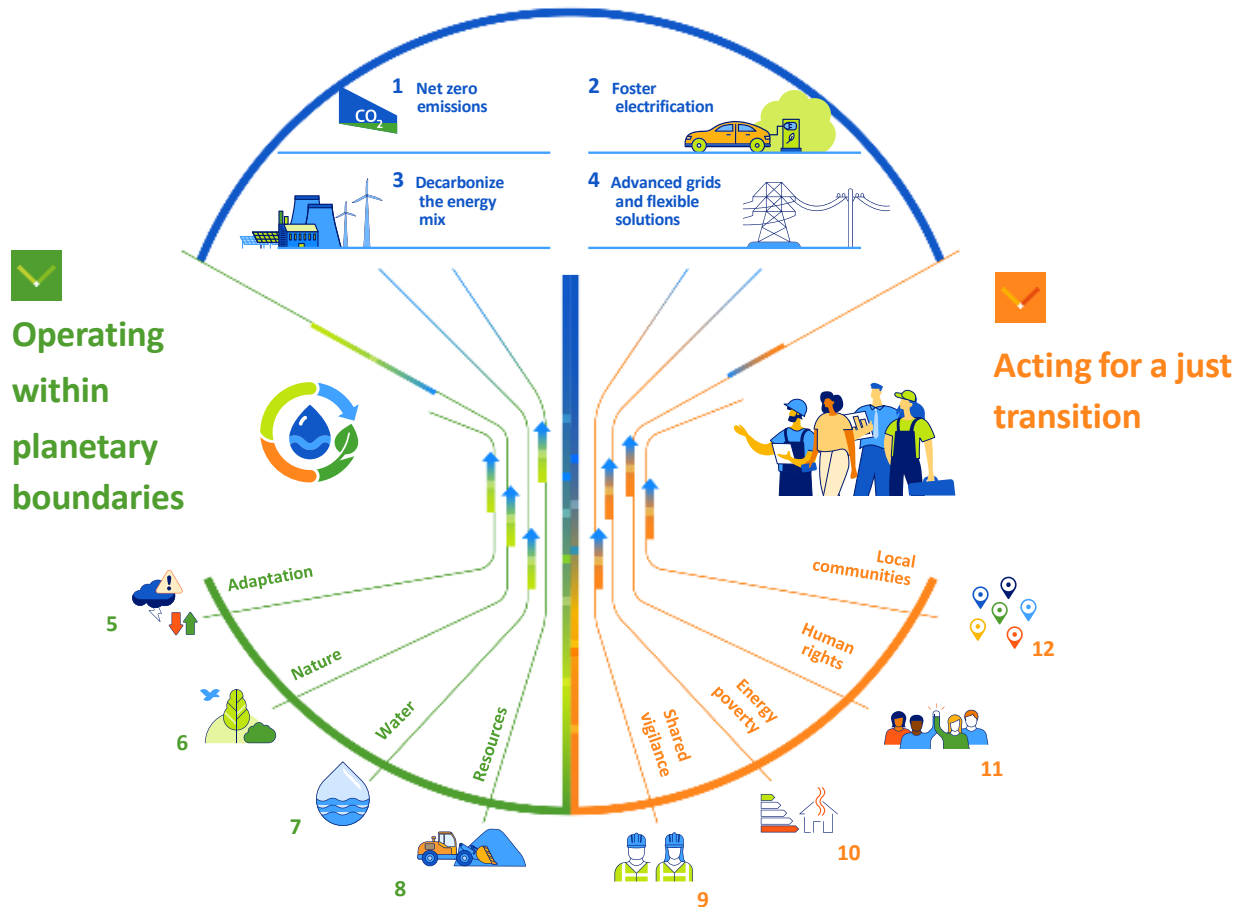 1 Net zero
emissions
CO2
2 Foster
electrification
3 Decarbonize
the energy
mix
4 Advanced grids
and flexible
solutions
Operating
within
planetary
boundaries
Acting for a just
transition
Adaptation
5
Nature
6
Water
7
Resources
8
Shared
vigilance
9
Energy
poverty
10
Human
rights
11
Local
communities
12